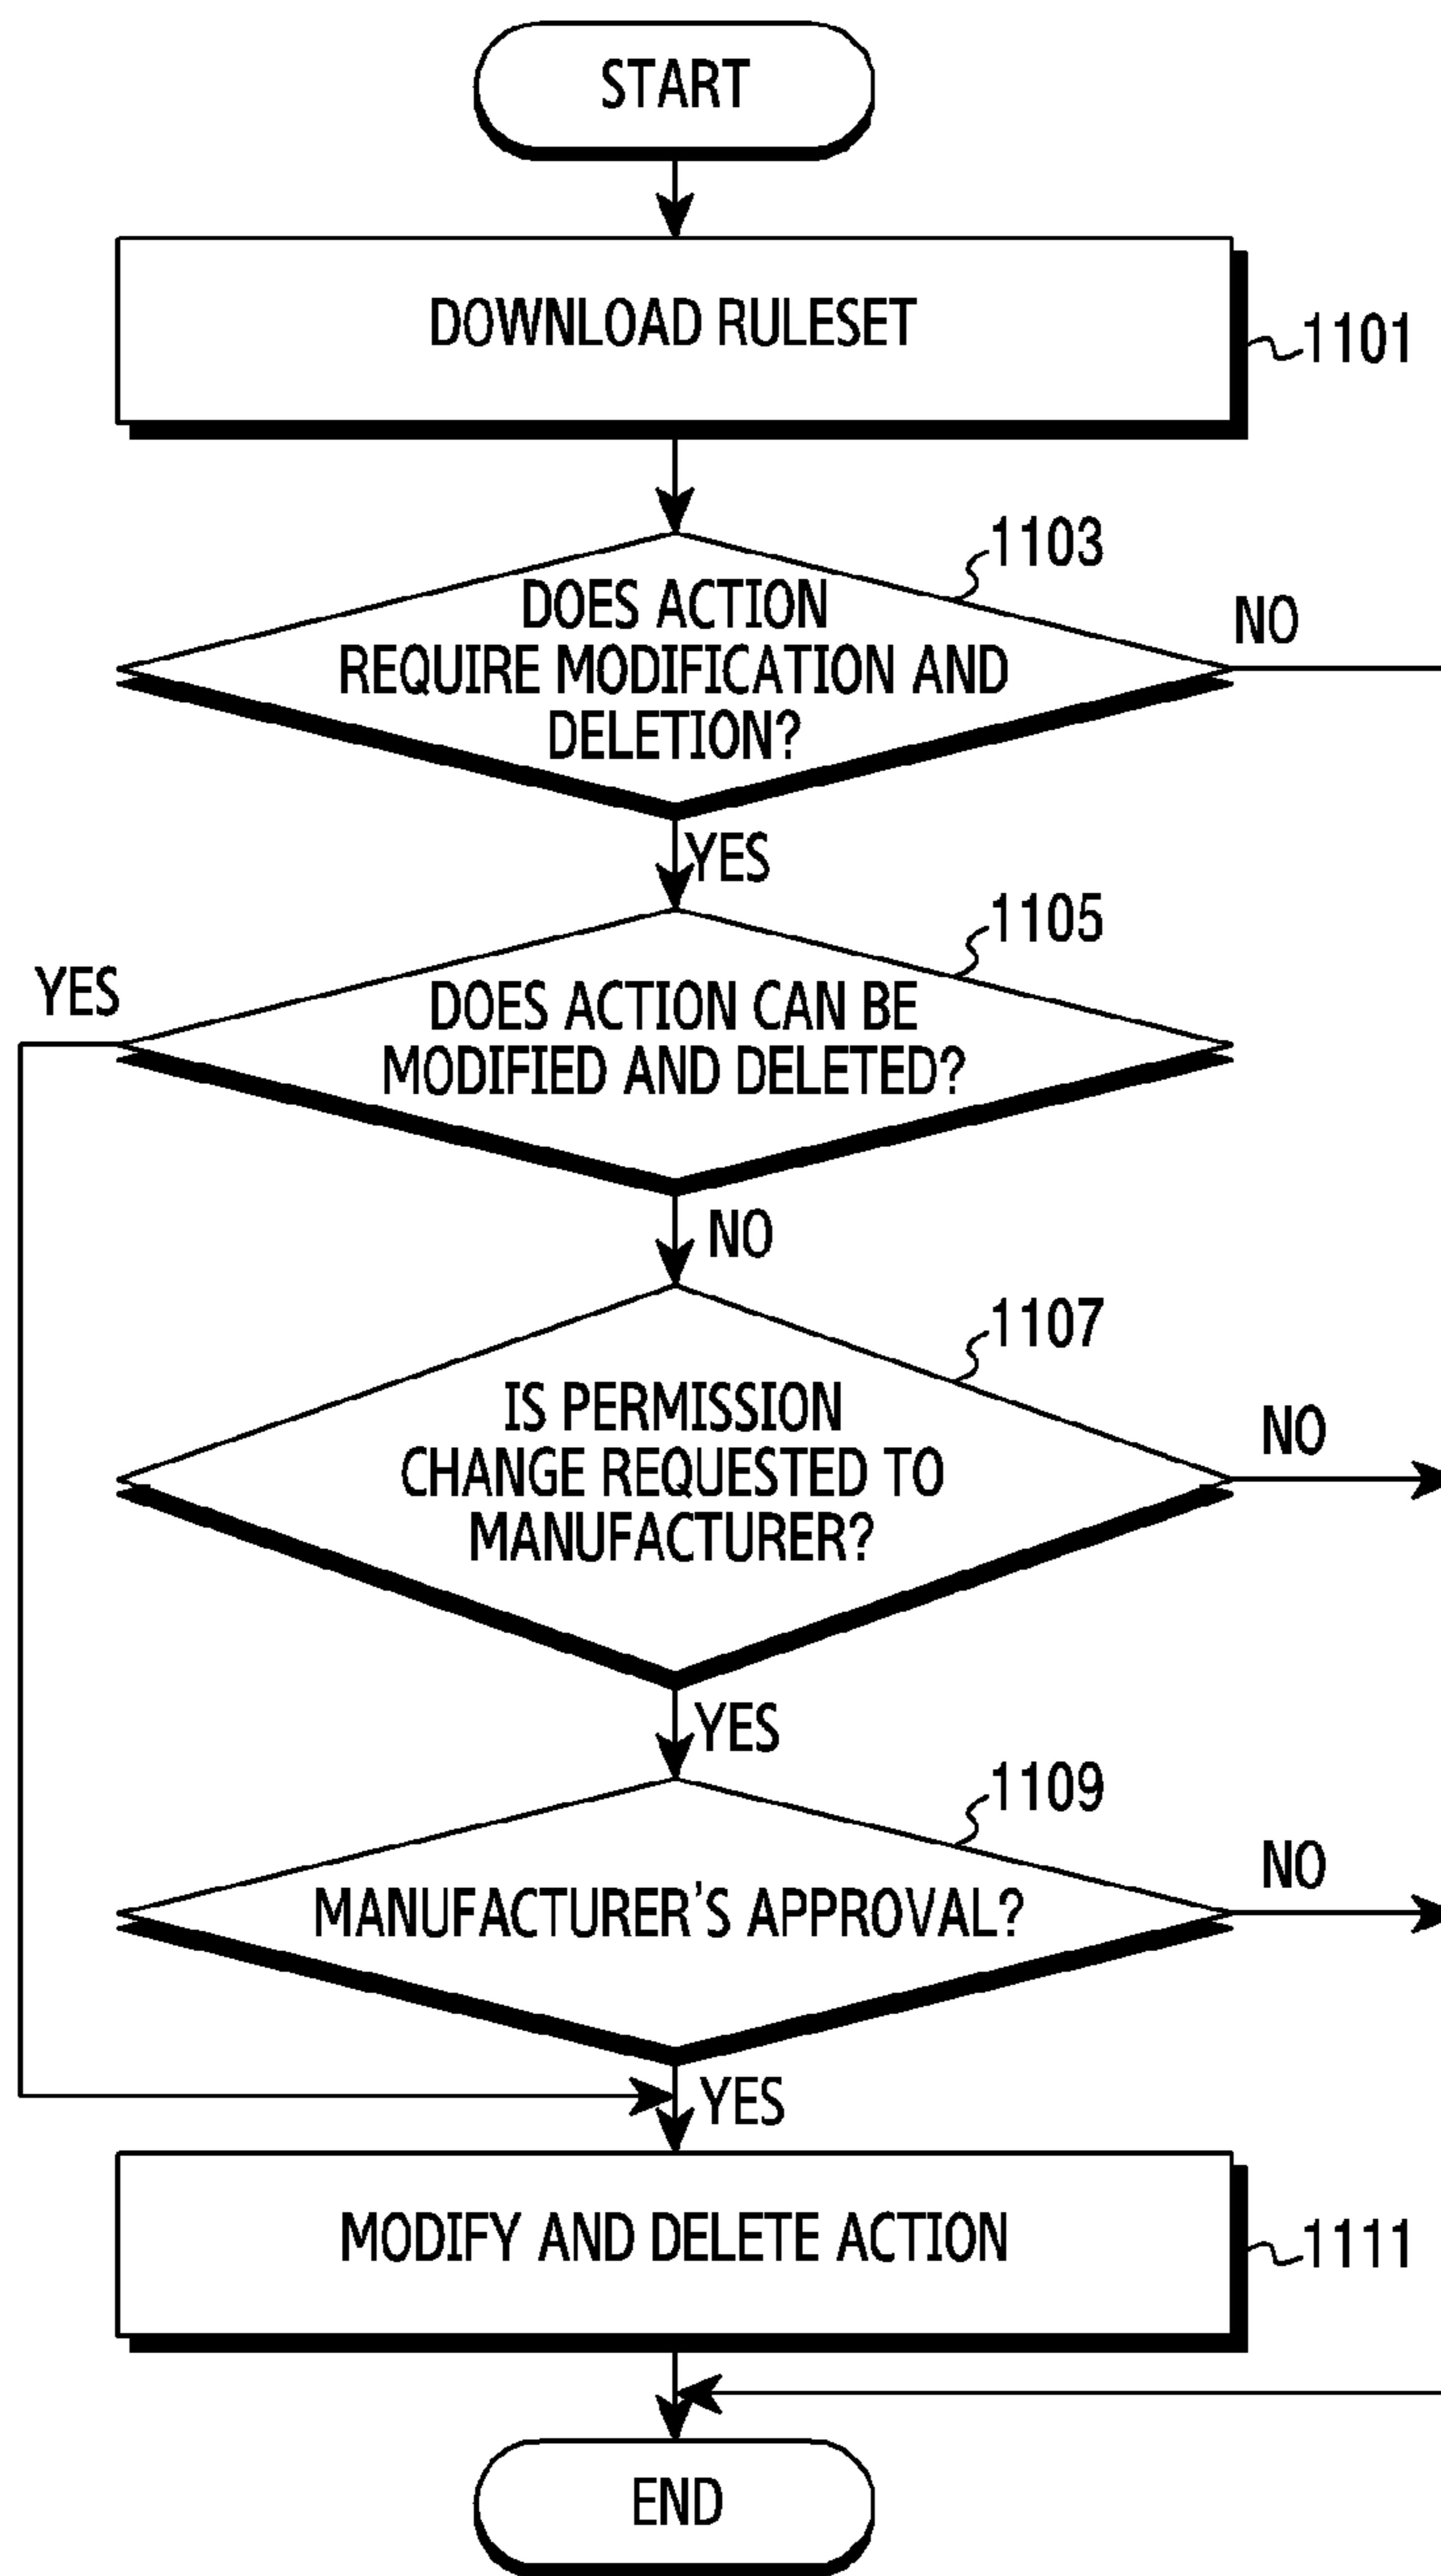 START
DOWNLOAD RULESET
1101
1103
DOES ACTION
REQUIRE MODIFICATION AND
DELETION?
NO
YES
1105
YES
DOES ACTION CAN BE
MODIFIED AND DELETED?
NO
1107
IS PERMISSION
CHANGE REQUESTED TO
MANUFACTURER?
NO
YES
1109
MANUFACTURER'S APPROVAL?
NO
YES
MODIFY AND DELETE ACTION
1111
END